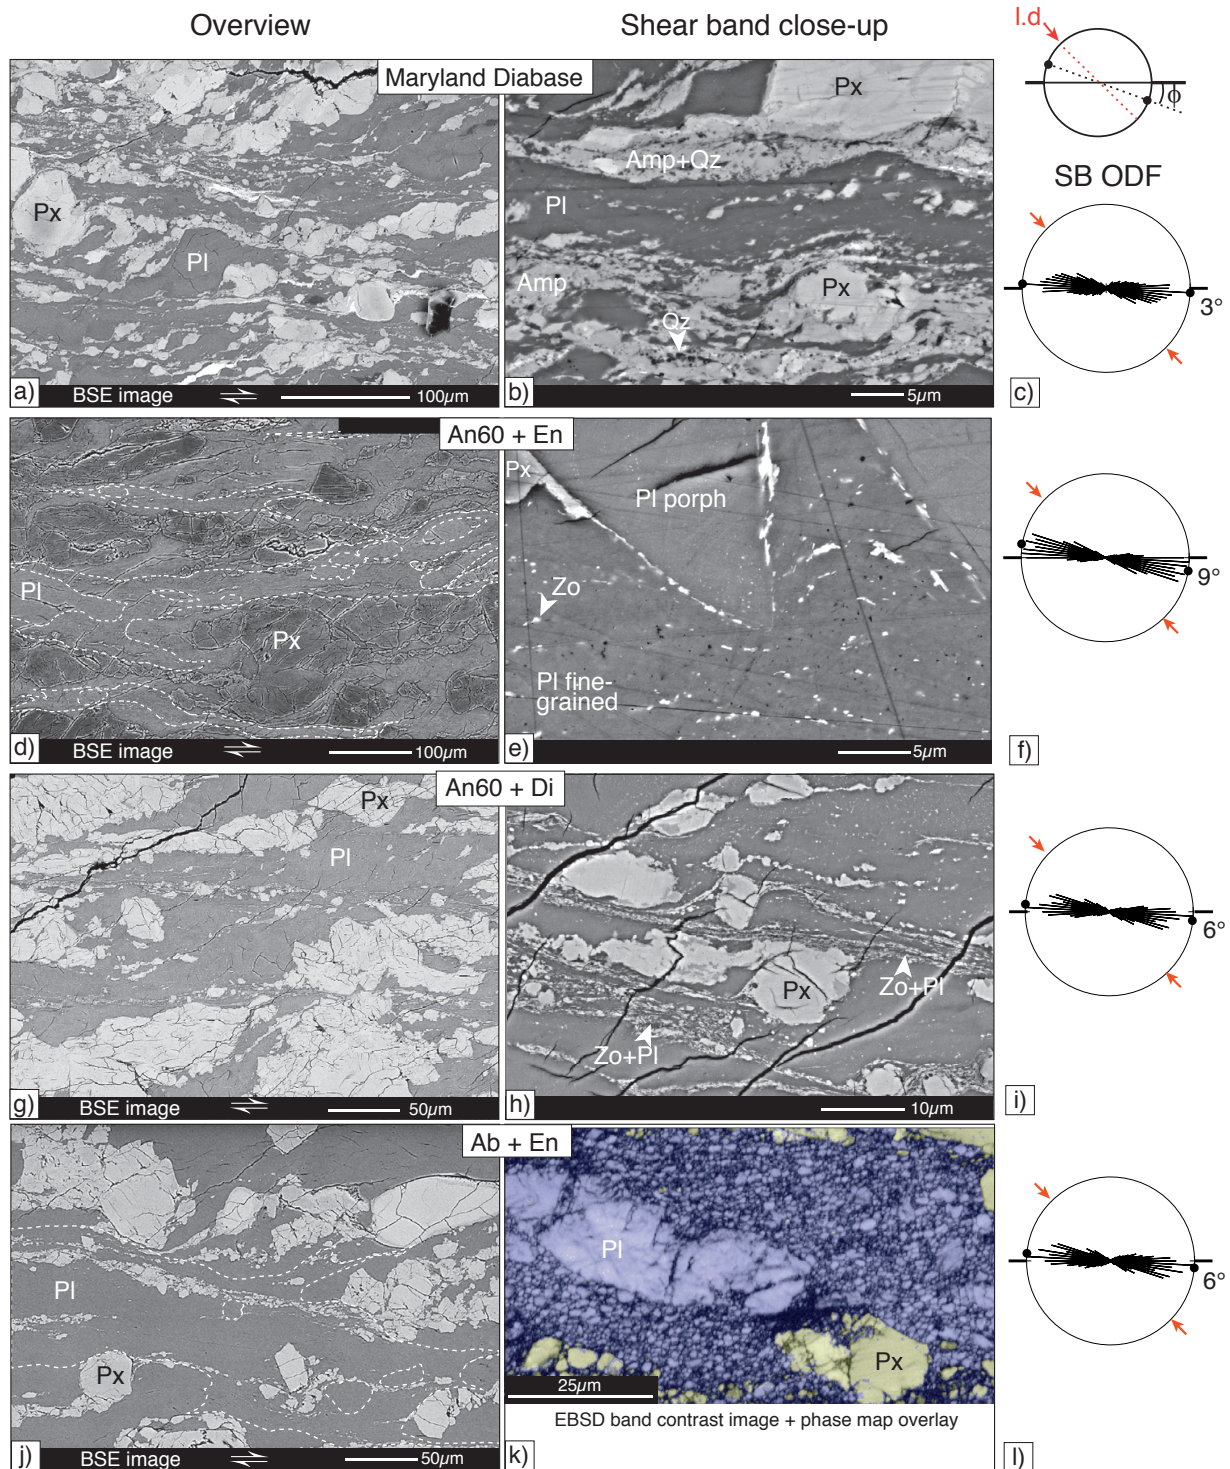 Overview
Shear band close-up
l.d
ϕ
SB ODF
Maryland Diabase
Px
Pl
a)
BSE image
100µm
Px
Amp+Qz
Pl
Amp
Px
Qz
b)
5µm
3°
c)
An60 + En
Pl
Px
d)
BSE image
100µm
Px
Pl porph
Zo
Pl fine-
grained
e)
5µm
9°
f)
An60 + Di
Px
Pl
g)
BSE image
50µm
Px
Zo+Pl
Zo+Pl
h)
10µm
6°
i)
Ab + En
Pl
Px
j)
BSE image
50µm
Pl
Px
25µm
k)
EBSD band contrast image + phase map overlay
6°
l)